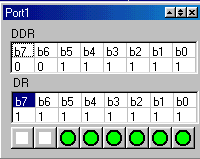 Port1
DDR
b7 b6 b5 b4 b3 b2 b1 b0
0 0 1 1 1 1 1 1
DR
b7 b6 b5 b4 b3 b2 b1 b0
1 1 1 1 1 1 1 1